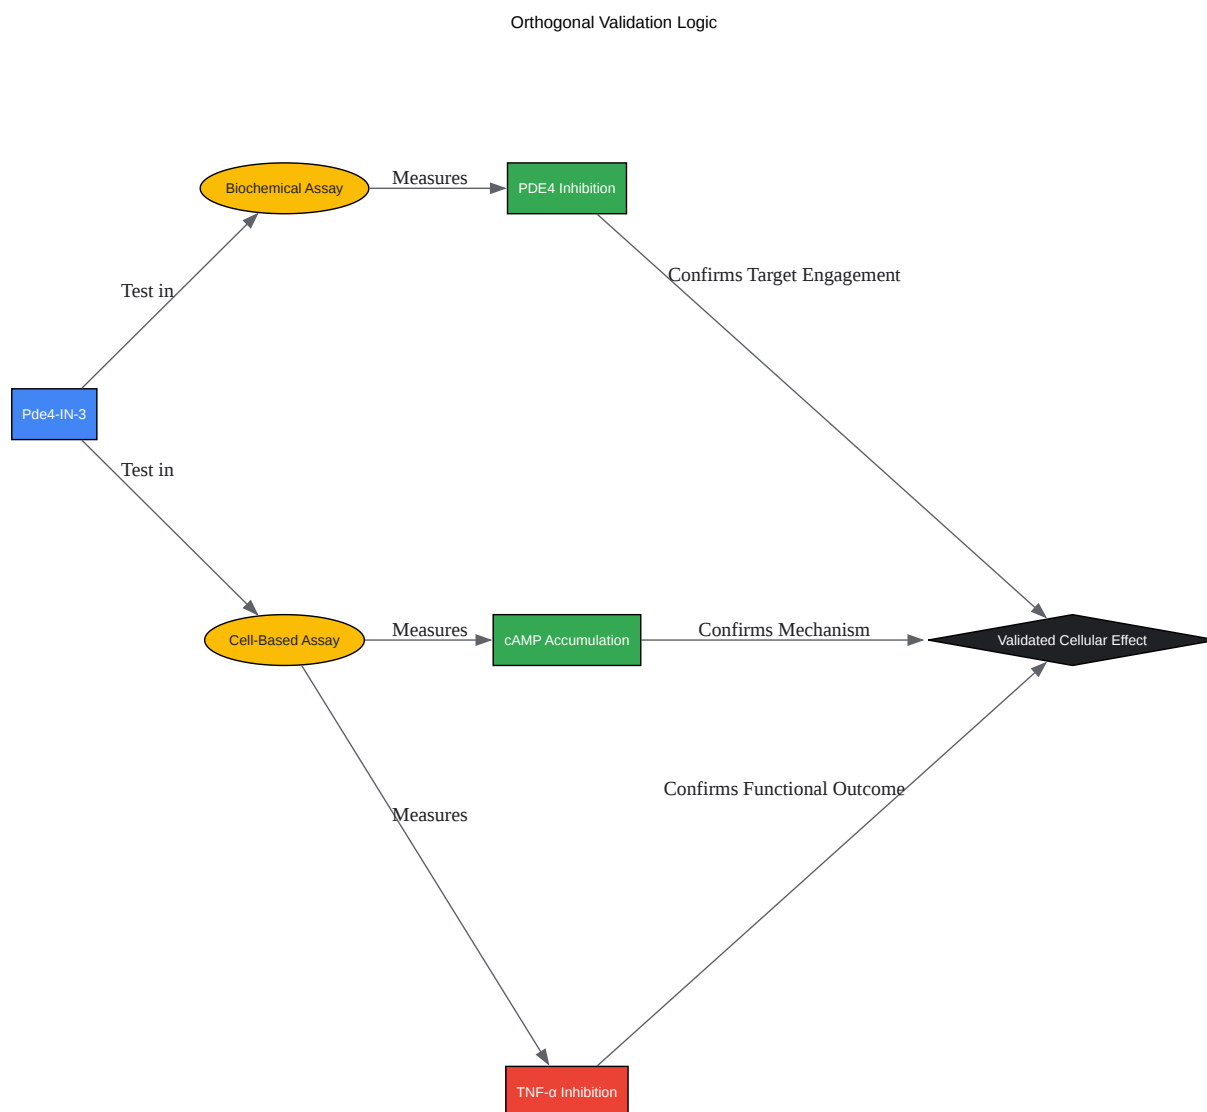 Orthogonal Validation Logic
Biochemical Assay
Measures
PDE4 Inhibition
Test in
Confirms Target Engagement
Pde4-IN-3
Test in
Cell-Based Assay
Measures
cAMP Accumulation
Confirms Mechanism
Validated Cellular Effect
Confirms Functional Outcome
Measures
TNF-α Inhibition